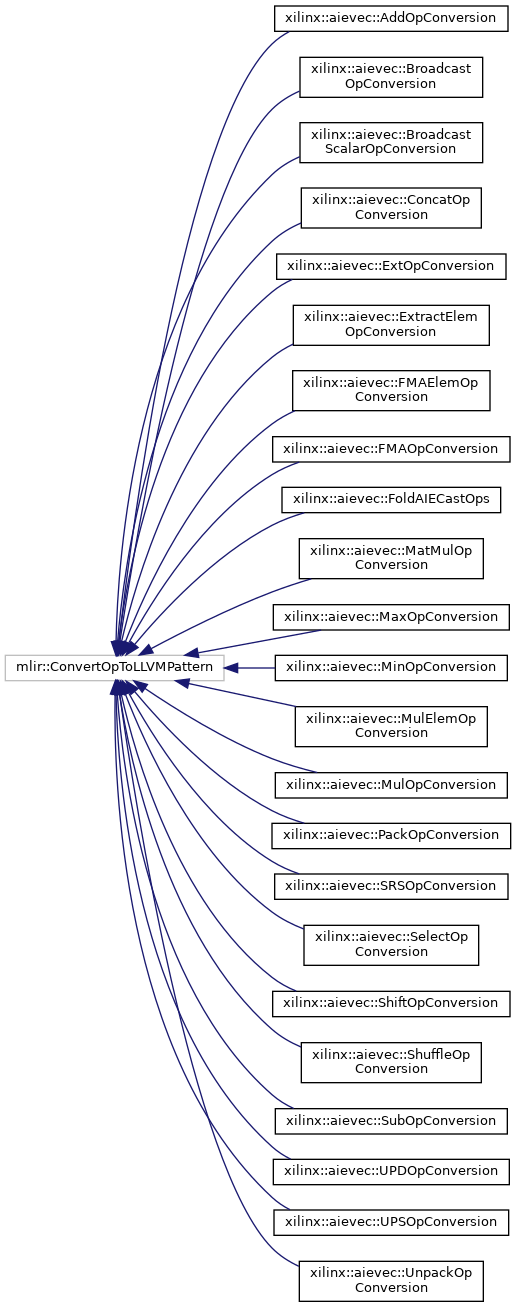 xilinx::aievec::AddOpConversion
xilinx::aievec::Broadcast
OpConversion
xilinx::aievec::Broadcast
ScalarOpConversion
xilinx::aievec::ConcatOp
Conversion
xilinx::aievec::ExtOpConversion
xilinx::aievec::ExtractElem
OpConversion
xilinx::aievec::FMAElemOp
Conversion
xilinx::aievec::FMAOpConversion
xilinx::aievec::FoldAIECastOps
xilinx::aievec::MatMulOp
Conversion
xilinx::aievec::MaxOpConversion
mlir::ConvertOpToLLVMPattern
xilinx::aievec::MinOpConversion
xilinx::aievec::MulElemOp
Conversion
xilinx::aievec::MulOpConversion
xilinx::aievec::PackOpConversion
xilinx::aievec::SRSOpConversion
xilinx::aievec::SelectOp
Conversion
xilinx::aievec::ShiftOpConversion
xilinx::aievec::ShuffleOp
Conversion
xilinx::aievec::SubOpConversion
xilinx::aievec::UPDOpConversion
xilinx::aievec::UPSOpConversion
xilinx::aievec::UnpackOp
Conversion